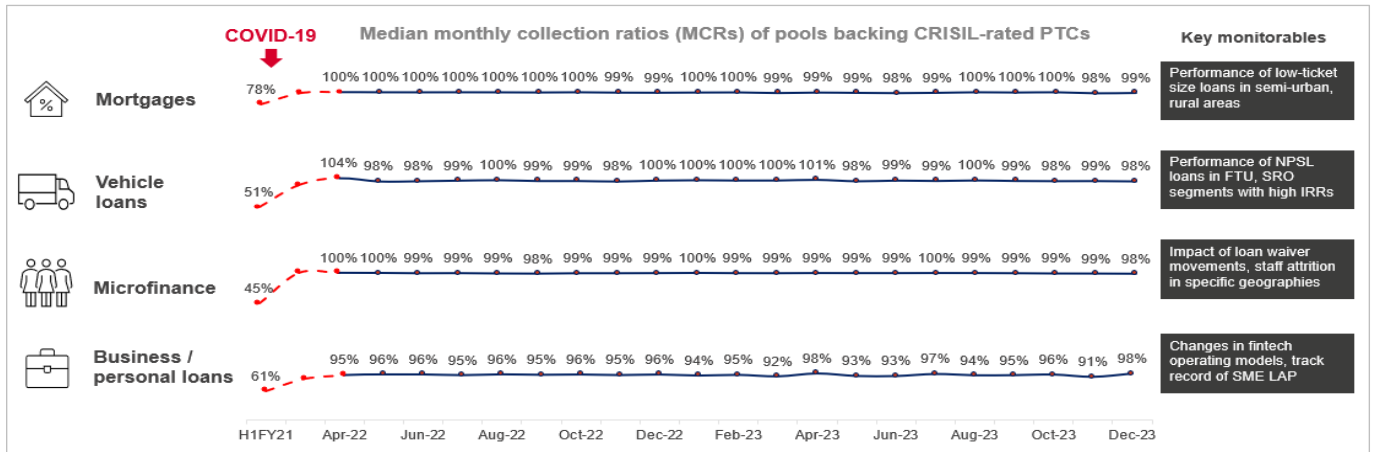 COVID-19
Median monthly collection ratios (MCRs) of pools backing CRISIL-rated PTCs
Key monitorables
%
Mortgages
78%
100% 100% 100% 100% 100% 100% 100% 99% 99% 100% 100% 99% 99% 99% 98% 99% 100% 100% 100% 98% 99%
Performance of low-ticket
size loans in semi-urban,
rural areas
Vehicle
loans
51%
104% 98% 98% 99% 100% 99% 99% 98% 100% 100% 100% 100% 101% 98% 99% 99% 100% 99% 98% 99% 98%
Performance of NPSL
loans in FTU, SRO
segments with high IRRs
Microfinance
45%
100% 100% 99% 99% 99% 98% 99% 99% 99% 100% 99% 99% 99% 99% 99% 100% 99% 99% 99% 99% 98%
Impact of loan waiver
movements, staff attrition
in specific geographies
Business /
personal loans
61%
95% 96% 96% 95% 96% 95% 96% 95% 96% 94% 95% 92% 98% 93% 93% 97% 94% 95% 96% 91% 98%
Changes in fintech
operating models, track
record of SME LAP
H1FY21 Apr-22 Jun-22 Aug-22 Oct-22 Dec-22 Feb-23 Apr-23 Jun-23 Aug-23 Oct-23 Dec-23